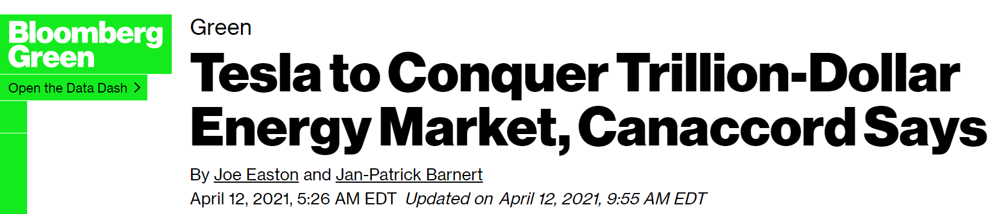 Bloomberg
Green
Open the Data Dash >
Green
Tesla to Conquer Trillion-Dollar
Energy Market, Canaccord Says
By Joe Easton and Jan-Patrick Barnert
April 12, 2021, 5:26 AM EDT Updated on April 12, 2021, 9:55 AM EDT